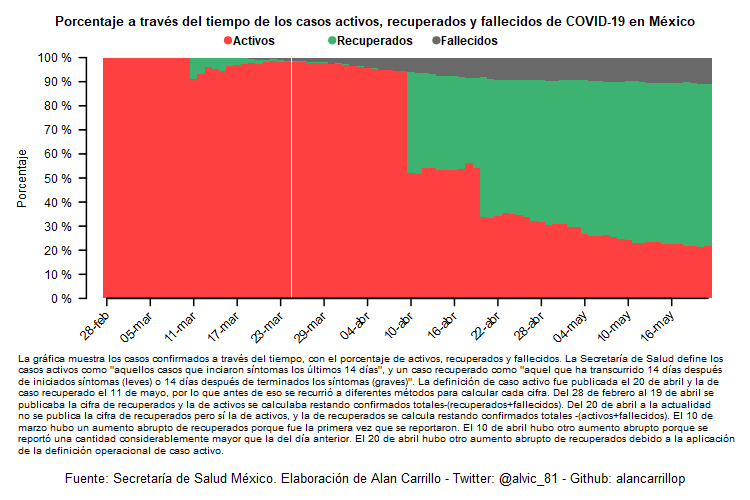 Porcentaje a través del tiempo de los casos activos, recuperados y fallecidos de COVID-19 en México
Activos Recuperados Fallecidos
100 %
90 %
80 %
70 %
60 %
50 %
40 %
30 %
20 %
10 %
0 %
Porcentaje
28-feb 05-mar 11-mar 17-mar 23-mar 29-mar 04-abr 10-abr 16-abr 22-abr 28-abr 04-may 10-may 16-may
La gráfica muestra los casos confirmados a través del tiempo, con el porcentaje de activos, recuperados y fallecidos. La Secretaría de Salud define los
casos activos como "aquellos casos que inciaron síntomas los últimos 14 días", y un caso recuperado como "aquel que ha transcurrido 14 días después
de iniciados síntomas (leves) o 14 días después de terminados los síntomas (graves)". La definición de caso activo fue publicada el 20 de abril y la de
caso recuperado el 11 de mayo, por lo que antes de eso se recurrió a diferentes métodos para calcular cada cifra. Del 28 de febrero al 19 de abril se
publicaba la cifra de recuperados y la de activos se calculaba restando confirmados totales-(recuperados+fallecidos). Del 20 de abril a la actualidad
no se publica la cifra de recuperados pero sí la de activos, y la de recuperados se calcula restando confirmados totales -(activos+fallecidos). El 10 de
marzo hubo un aumento abrupto de recuperados porque fue la primera vez que se reportaron. El 10 de abril hubo otro aumento abrupto porque se
reportó una cantidad considerablemente mayor que la del día anterior. El 20 de abril hubo otro aumento abrupto de recuperados debido a la aplicación
de la definición operacional de caso activo.
Fuente: Secretaría de Salud México. Elaboración de Alan Carrillo - Twitter: @alvic_81 - Github: alancarrillop